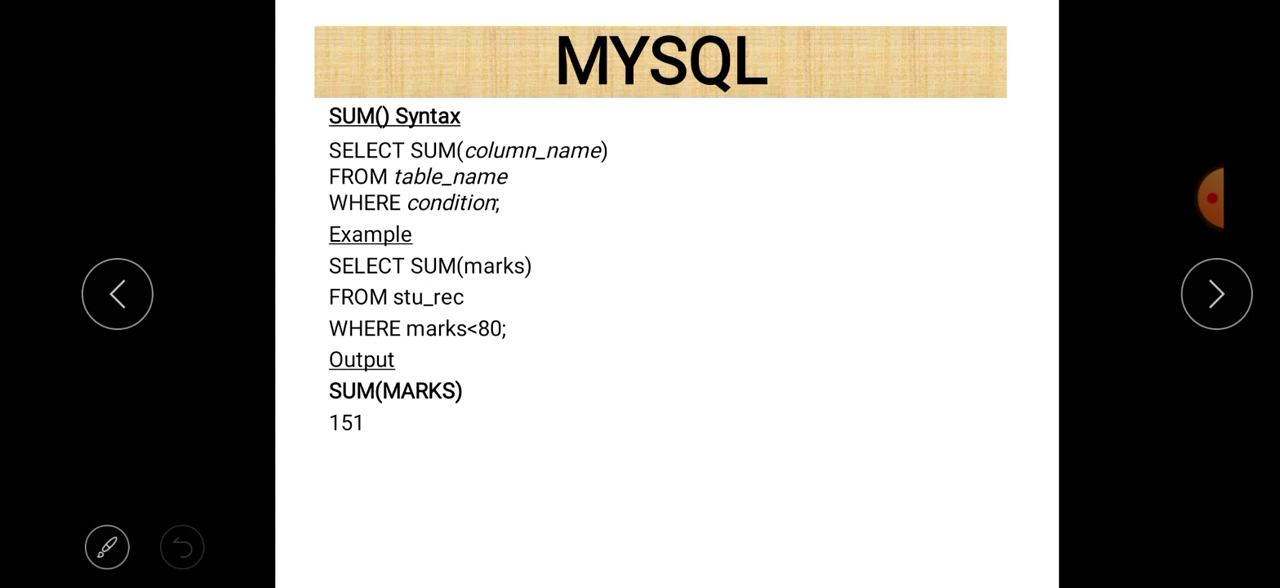 MYSQL
SUM() Syntax
SELECT SUM(column_name)
FROM table_name
WHERE condition;
Example
SELECT SUM(marks)
FROM stu_rec
WHERE marks<80;
Output
SUM(MARKS)
151